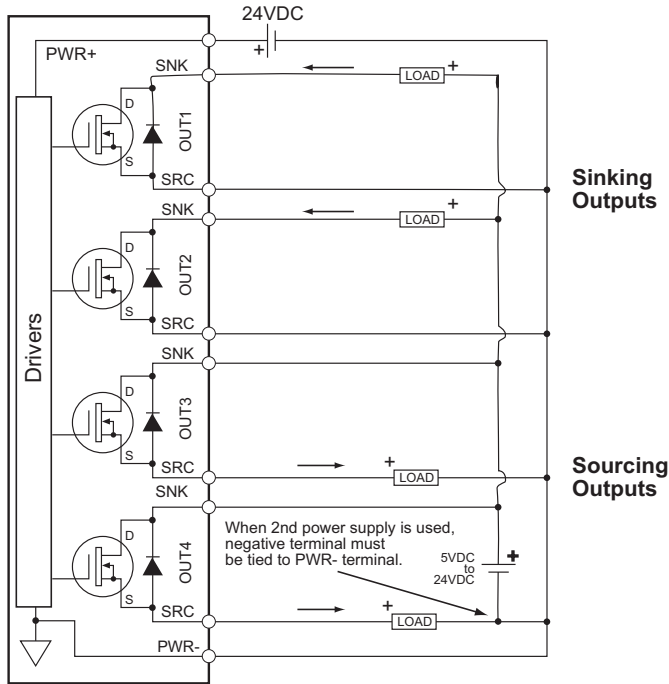 24VDC
+
PWR+
SNK
LOAD
+
D
S
OUT1
SRC
Sinking
Outputs
SNK
LOAD
+
D
S
OUT2
SRC
Drivers
SNK
D
S
OUT3
SRC
+
LOAD
Sourcing
Outputs
SNK
When 2nd power supply is used,
negative terminal must
be tied to PWR- terminal.
5VDC
to
24VDC
+
D
S
OUT4
SRC
+
LOAD
PWR-